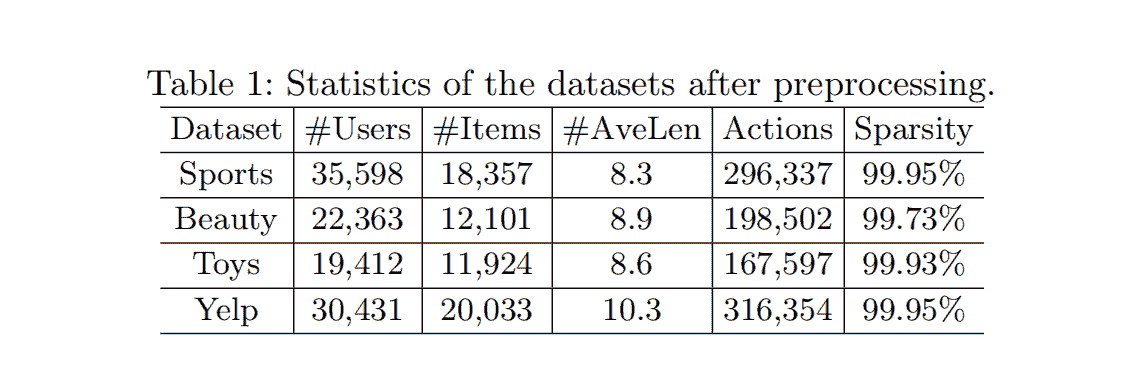 Table 1: Statistics of the datasets after preprocessing.
Dataset #Users #Items #AveLen Actions Sparsity
Sports 35,598 18,357 8.3 296,337 99.95%
Beauty 22,363 12,101 8.9 198,502 99.73%
Toys 19,412 11,924 8.6 167,597 99.93%
Yelp 30,431 20,033 10.3 316,354 99.95%